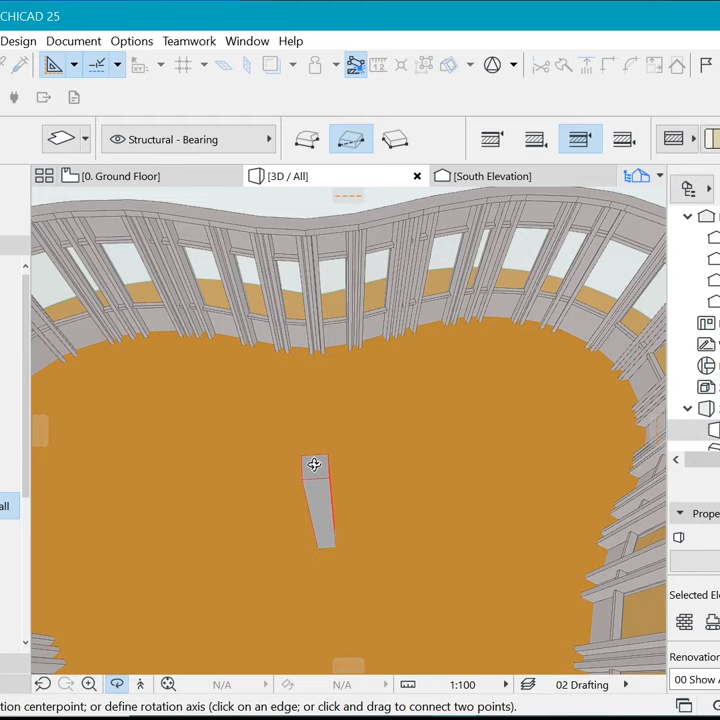 CHICAD 25
Design Document Options Teamwork Window Help
Structural - Bearing
[0. Ground Floor] [3D / All] [South Elevation]
all
Prope
Selected Ele
Renovation
00 Show A
N/A N/A 1:100 02 Drafting
tion centerpoint; or define rotation axis (click on an edge; or click and drag to connect two points).